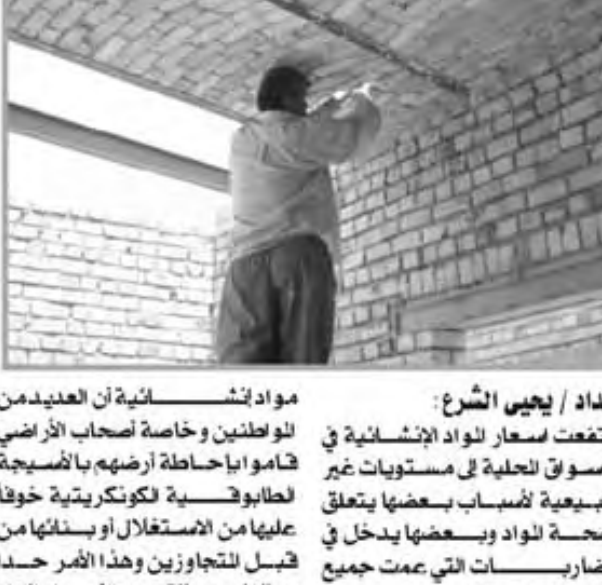 داد / يحيى الشرع:
تفعت اسعار المواد الإنشائية في
سواق المحلية إلى مستويات غير
بيعية لأسباب بعضها يتعلق
حة المواد وبعضها يدخل في
ضاربات التي عمت جميع
مواد إنشائية أن العديد من
المواطنين وخاصة أصحاب الأراضي
قاموا بإحاطة أرضهم بالأسيجة
الطابوقية الكونكريتية خوفاً
عليها من الاستغلال أو بنائها من
قبل المتجاوزين وهذا الأمر حدا